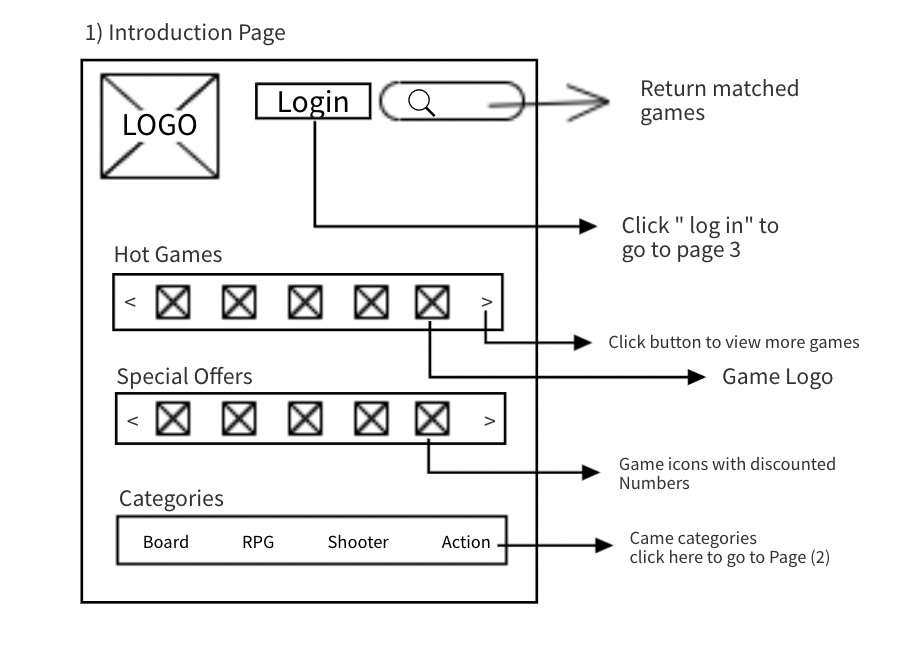 1) Introduction Page
LOGO
Login
Return matched
games
Click " log in" to
go to page 3
Hot Games
< >
Click button to view more games
Game Logo
Special Offers
< >
Game icons with discounted
Numbers
Categories
Board RPG Shooter Action
Came categories
click here to go to Page (2)